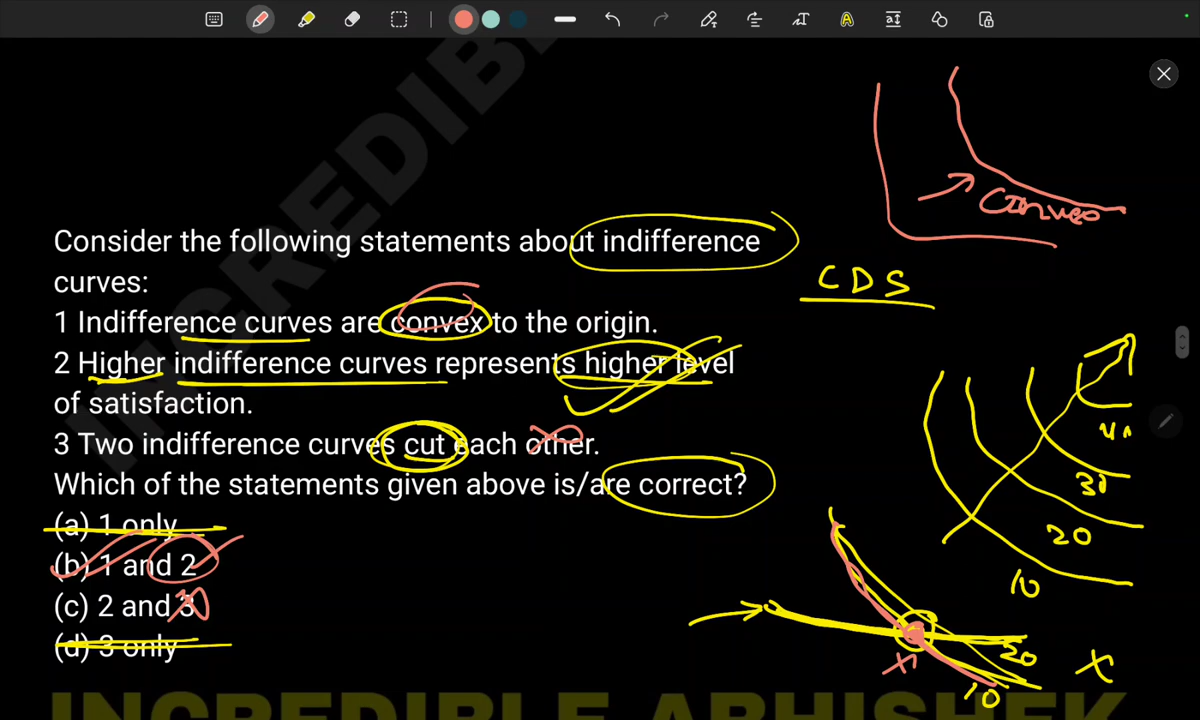 INCREDIBLE
Convex
Consider the following statements about indifference
curves:
CDS
1 Indifference curves are convex to the origin.
2 Higher indifference curves represents higher level
of satisfaction.
3 Two indifference curves cut each other.
Which of the statements given above is/are correct?
(a) 1 only
(b) 1 and 2
(c) 2 and 3
(d) 3 only
40
30
20
10
20
10
INCREDIBLE ABHISHEK